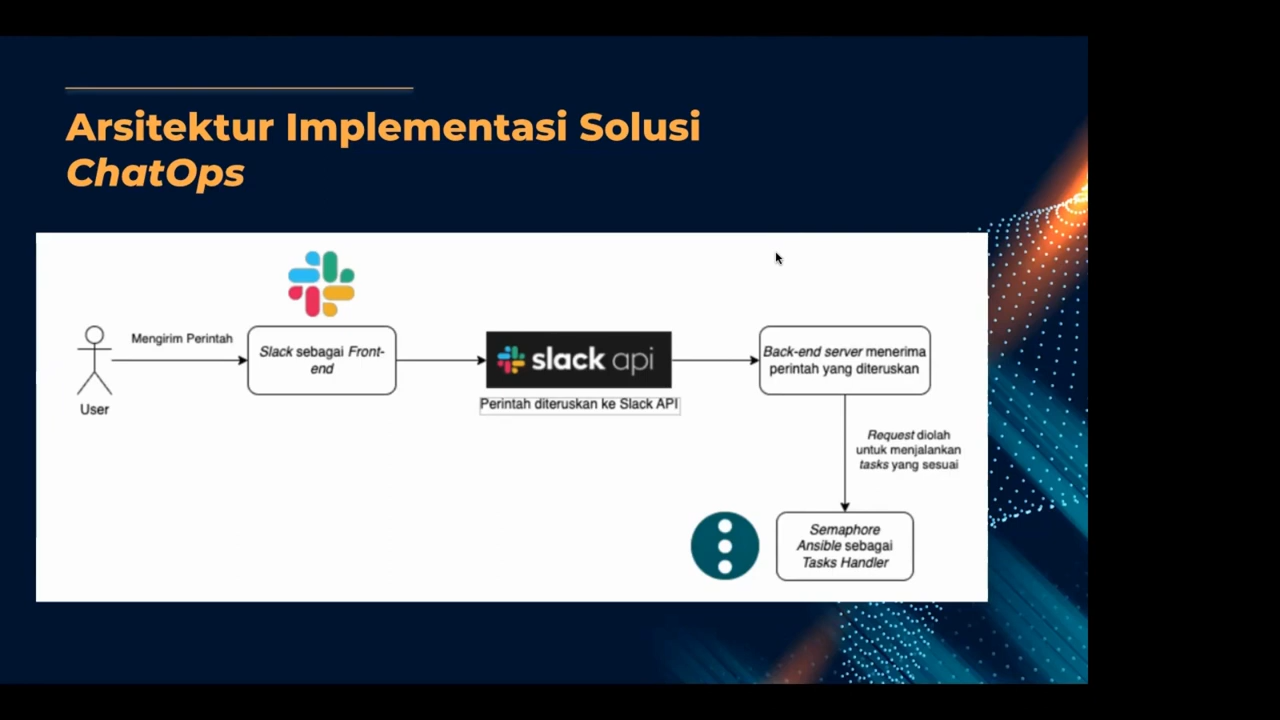 Arsitektur Implementasi Solusi
ChatOps
Mengirim Perintah
User
Slack sebagai Front-
end
slack api
Perintah diteruskan ke Slack API
Back-end server menerima
perintah yang diteruskan
Request diolah
untuk menjalankan
tasks yang sesuai
Semaphore
Ansible sebagai
Tasks Handler